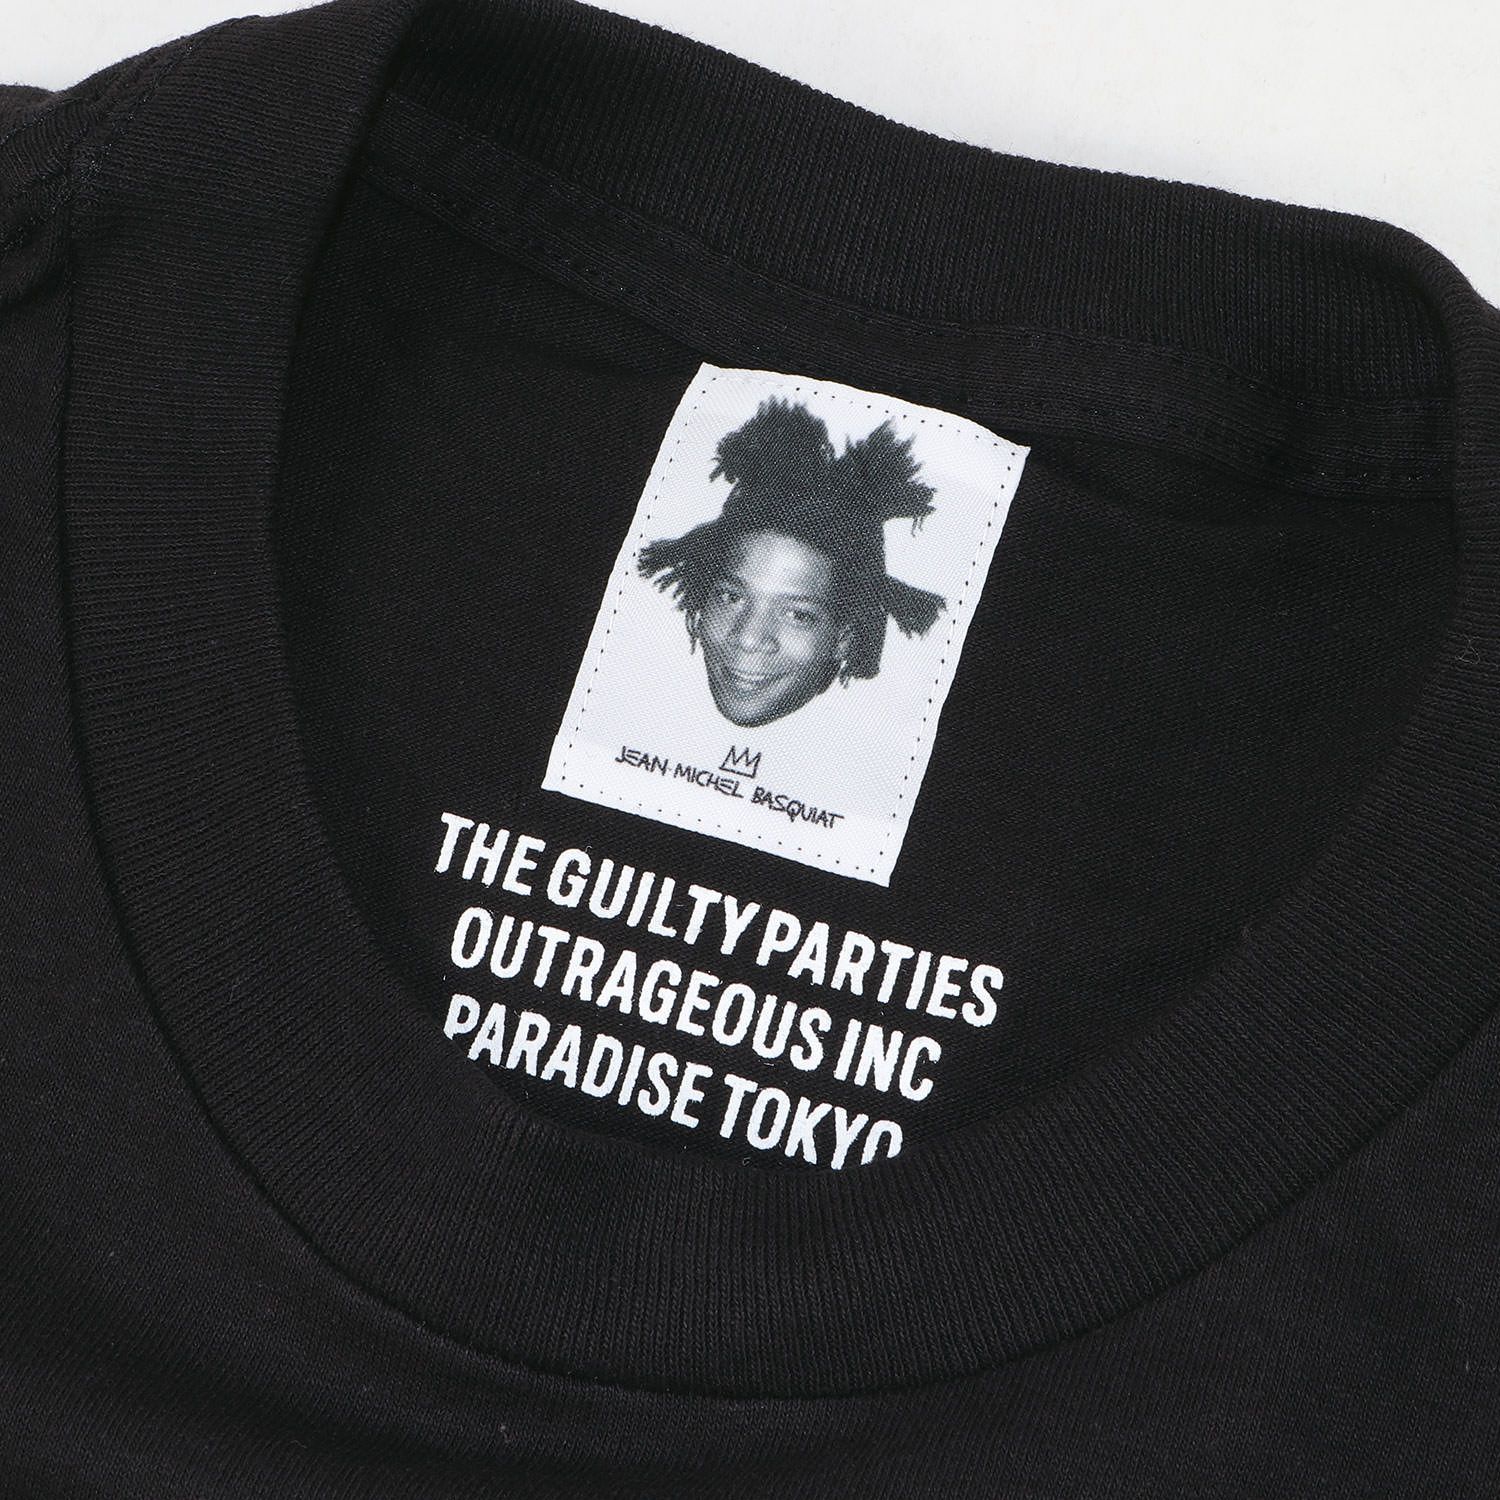 JEAN-MICHEL BASQUIAT
THE GUILTY PARTIES
OUTRAGEOUS INC
PARADISE TOKYO